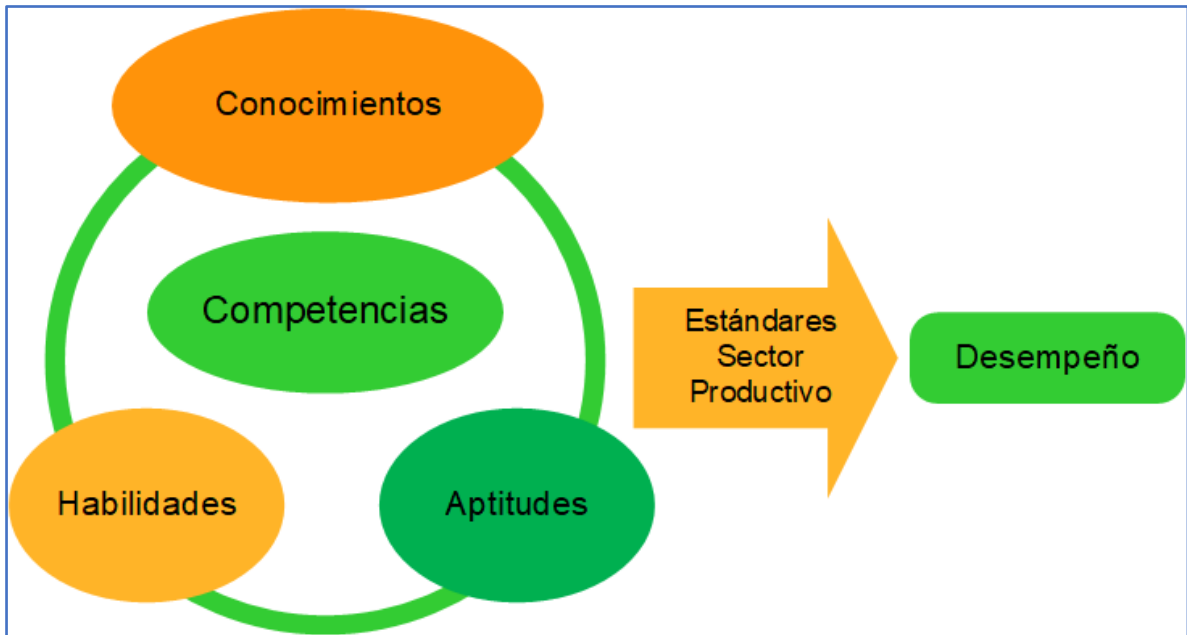 Conocimientos
Competencias
Habilidades
Aptitudes
Estándares
Sector
Productivo
Desempeño